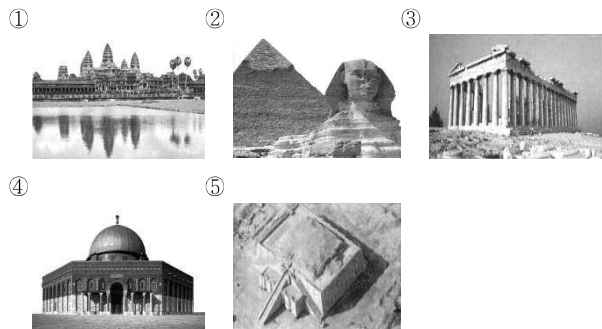 ① ② ③
④ ⑤